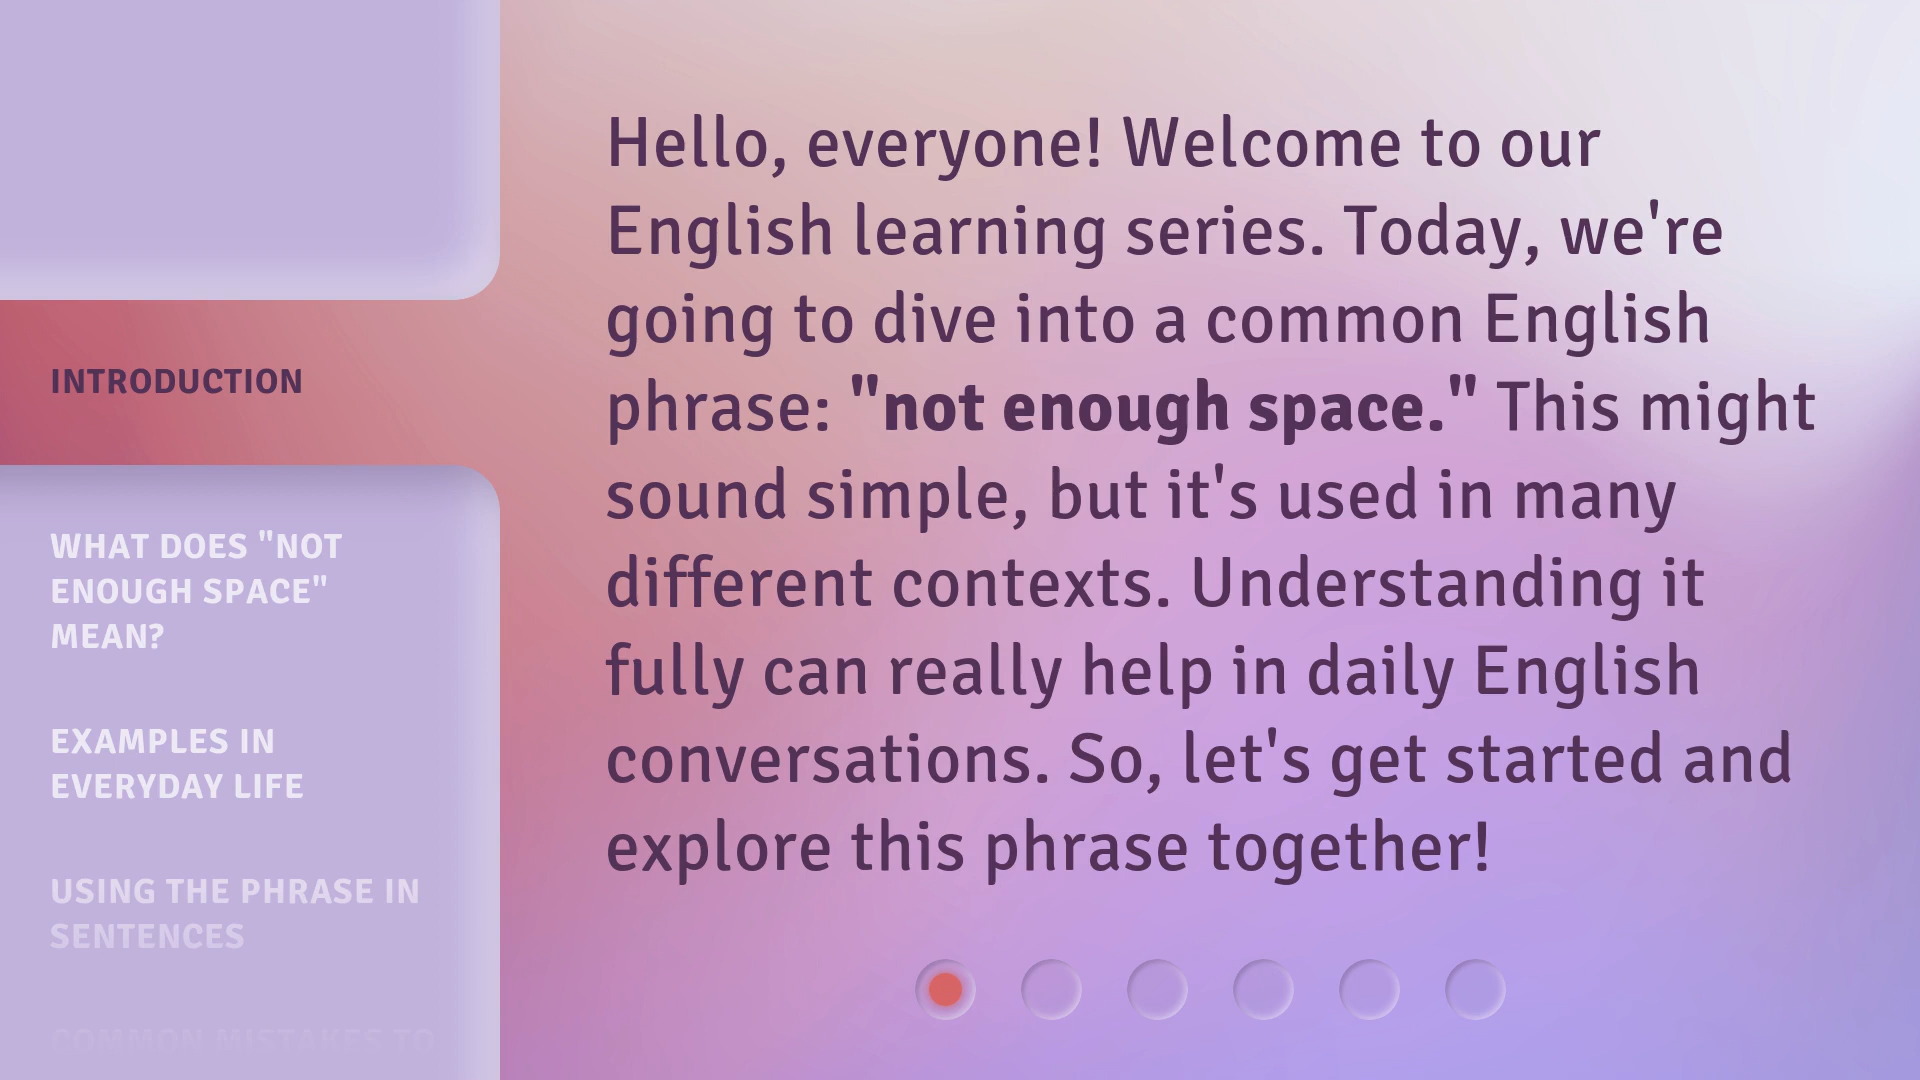 INTRODUCTION
WHAT DOES "NOT
ENOUGH SPACE"
MEAN?
EXAMPLES IN
EVERYDAY LIFE
USING THE PHRASE IN
SENTENCES
COMMON MISTAKES TO
Hello, everyone! Welcome to our
English learning series. Today, we're
going to dive into a common English
phrase: "not enough space." This might
sound simple, but it's used in many
different contexts. Understanding it
fully can really help in daily English
conversations. So, let's get started and
explore this phrase together!